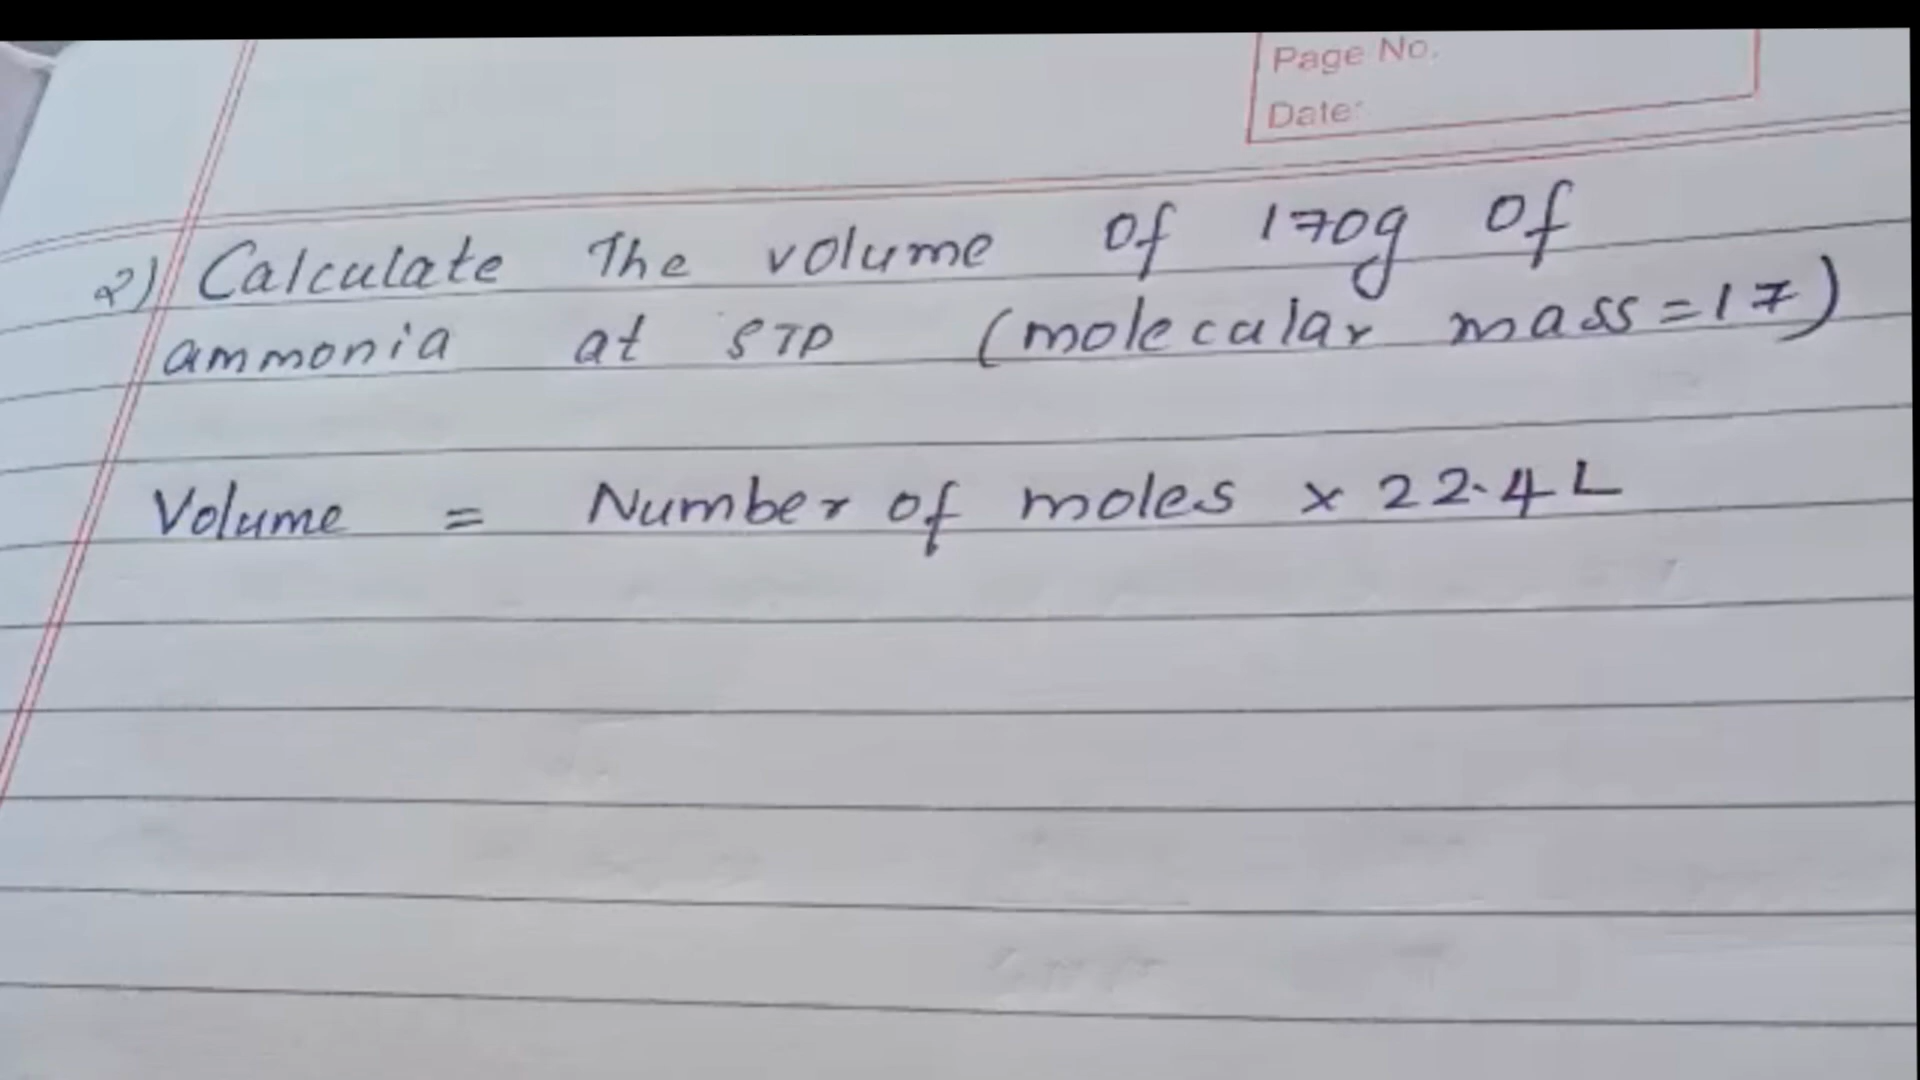 Page No.
Date:
2) Calculate The volume of 170g of
ammonia at STP (molecular mass=17)
Volume = Number of moles × 22.4 L